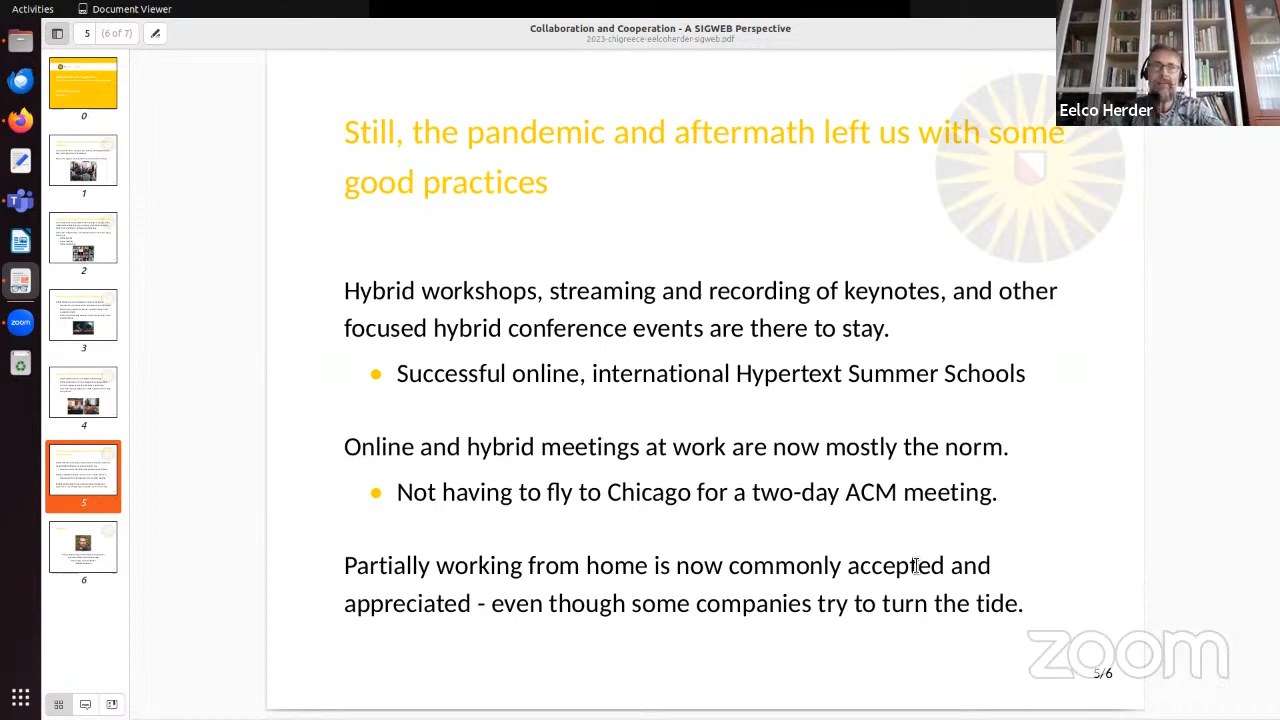 Activities
Document Viewer
5
(6 of 7)
Collaboration and Cooperation - A SIGWEB Perspective
2023-chigreece-eelcoherder-sigweb.pdf
Eelco Herder
Still, the pandemic and aftermath left us with some
good practices
Hybrid workshops, streaming and recording of keynotes, and other
focused hybrid conference events are there to stay.
● Successful online, international Hypertext Summer Schools
Online and hybrid meetings at work are now mostly the norm.
● Not having to fly to Chicago for a two-day ACM meeting.
Partially working from home is now commonly accepted and
appreciated - even though some companies try to turn the tide.
5/6
zoom
0
1
2
3
4
5
6
zoom